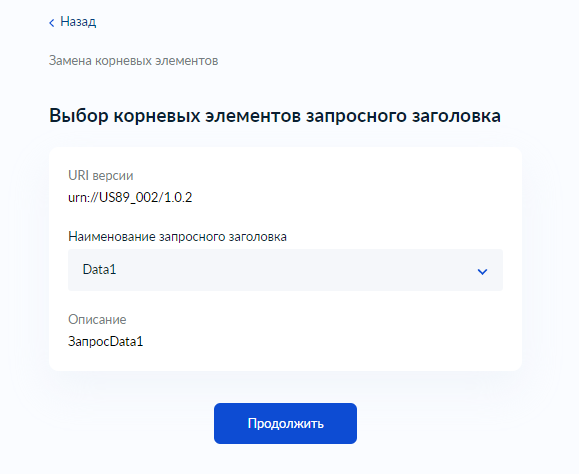 Назад
Замена корневых элементов
Выбор корневых элементов запросного заголовка
URI версии
urn://US89_002/1.0.2
Наименование запросного заголовка
Data1
Описание
ЗапросData1
Продолжить